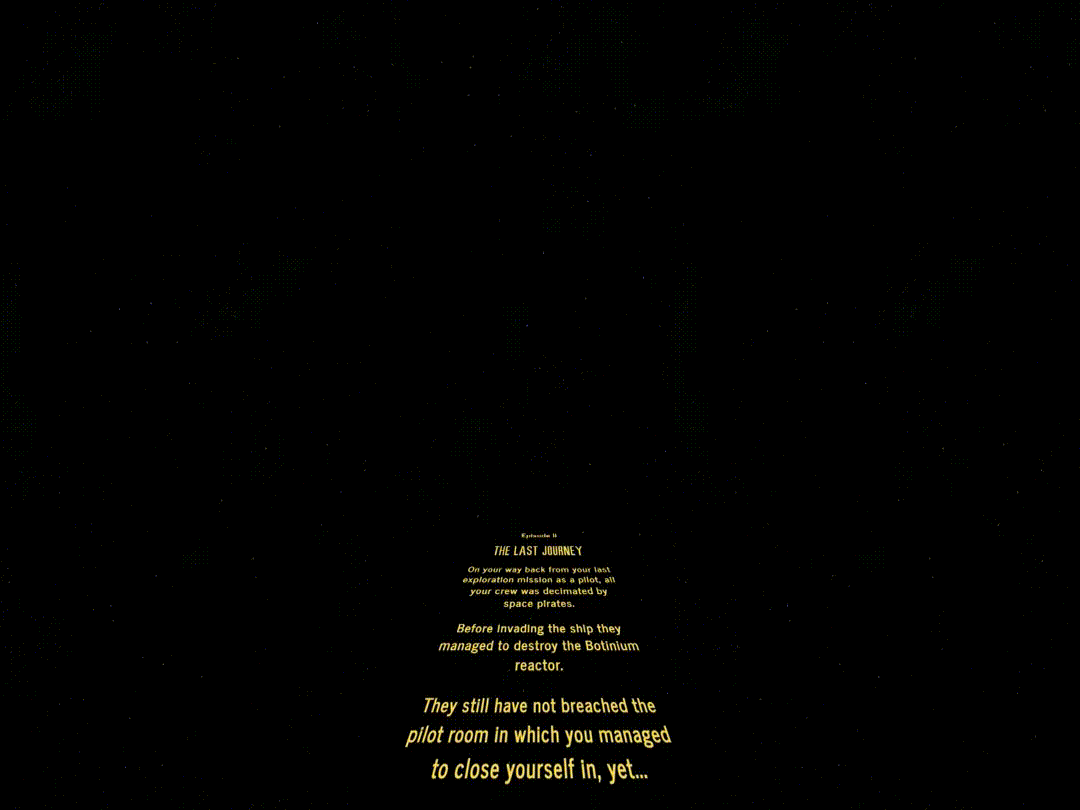 Episode II
THE LAST JOURNEY
On your way back from your last
exploration mission as a pilot, all
your crew was decimated by
space pirates.
Before invading the ship they
managed to destroy the Botinium
reactor.
They still have not breached the
pilot room in which you managed
to close yourself in, yet...